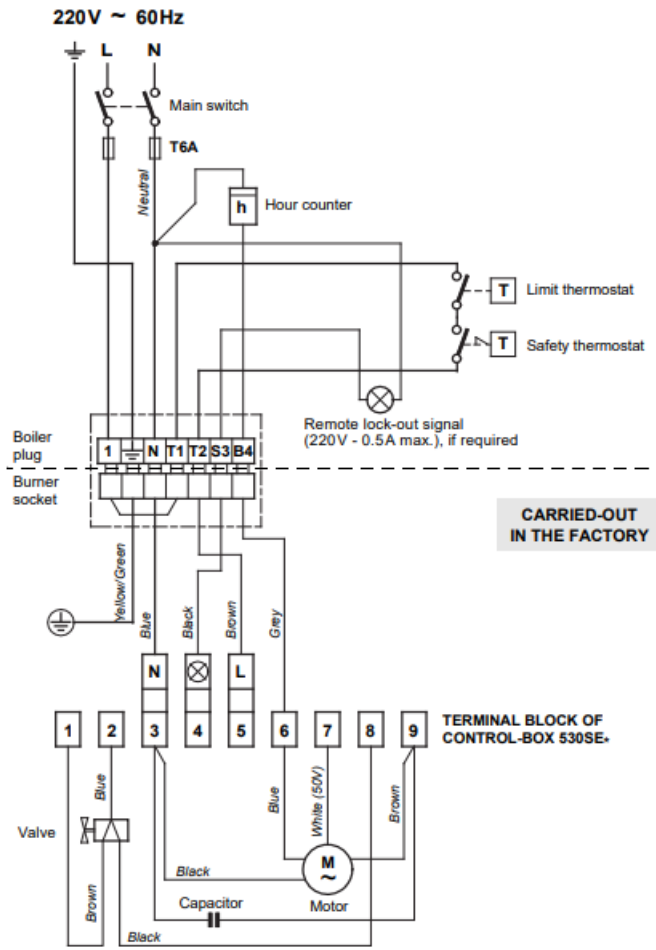 220V ~ 60Hz
L N
Main switch
T6A
Neutral
h
Hour counter
T
Limit thermostat
T
Safety thermostat
Remote lock-out signal
(220V - 0.5A max.), if required
Boiler
plug
1 N T1 T2 S3 B4
Burner
socket
CARRIED-OUT
IN THE FACTORY
Yellow/Green
Blue
Black
Brown
Grey
N L
1 2 3 4 5 6 7 8 9
TERMINAL BLOCK OF
CONTROL-BOX 530SE*
Blue
Blue
White (50V)
Brown
Valve
M
~
Black
Brown
Capacitor
Motor
Black